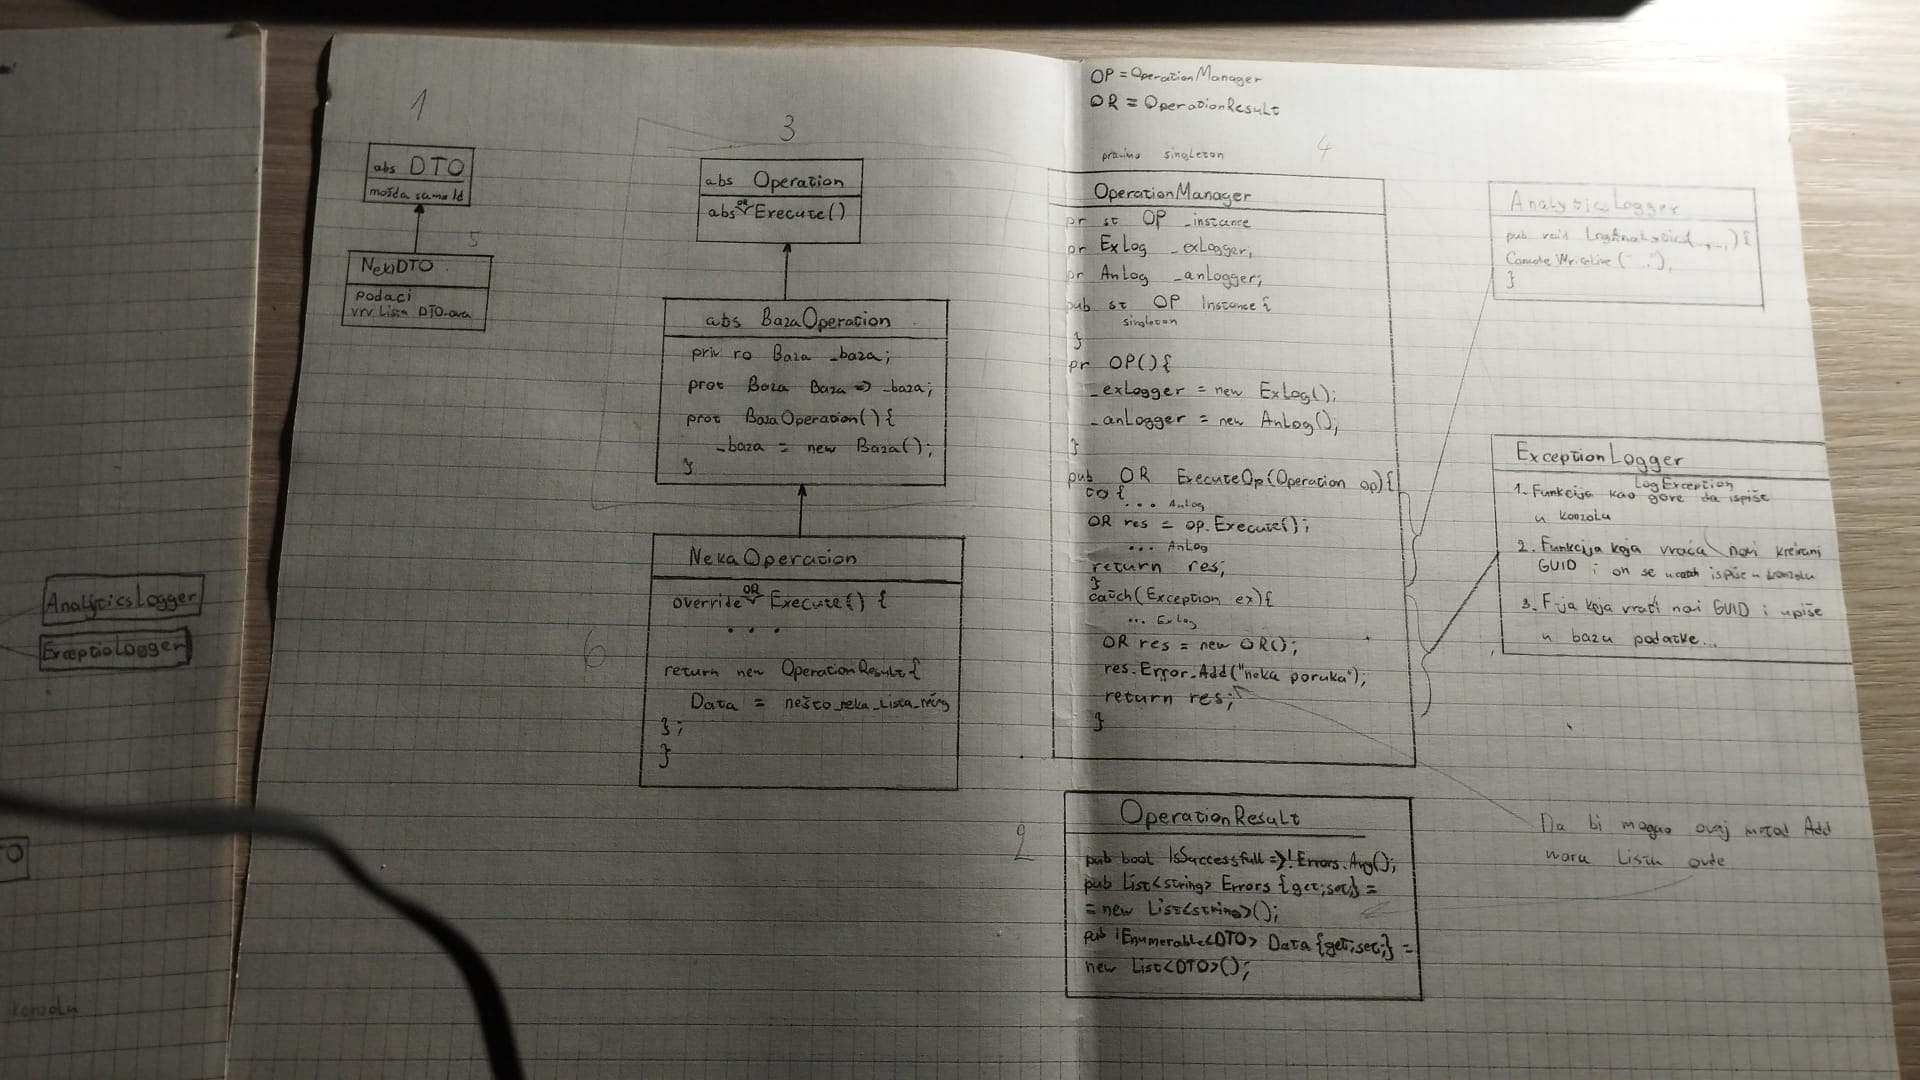 1
abs DTO
možda samo Id
5
NekiDTO
podaci
vrv Lista DTO-ova
3
abs Operation
OR
abs Execute()
abs BazaOperation
priv ro Baza _baza;
prot Baza Baza => _baza;
prot BazaOperation() {
_baza = new Baza();
}
6
NekaOperation
OR
override Execute() {
. . .
return new OperationResult {
Data = nešto_neka_lista_nečeg
};
}
OP = OperationManager
OR = OperationResult
pravimo singleton
4
OperationManager
pr st OP _instance
pr ExLog _exLogger;
pr AnLog _anLogger;
pub st OP Instance {
singleton
}
pr OP() {
_exLogger = new ExLog();
_anLogger = new AnLog();
}
pub OR ExecuteOp(Operation op) {
{
... AnLog
OR res = op.Execute();
... AnLog
return res;
}
catch (Exception ex) {
... ExLog
OR res = new OR();
res.Error.Add("neka poruka");
return res;
}
2
OperationResult
pub bool IsSuccessfull => !Errors.Any();
pub List<string> Errors {get;set} =
= new List<string>();
pub IEnumerable<DTO> Data {get;set;} =
new List<DTO>();
AnalyticsLogger
pub void LogAnalytics(_,_,_) {
Console.WriteLine("..."),
}
ExceptionLogger
LogException
1. Funkcija kao gore da ispiše
u konzolu
2. Funkcija koja vraća novi kreirani
GUID i on se u catch ispiše u konzolu
3. F-ja koja vrati novi GUID i upiše
u bazu podatke...
Da bi mogao ovaj metod Add
mora Lista ovde
AnalyticsLogger
ExceptioLogger
TO
konzolu